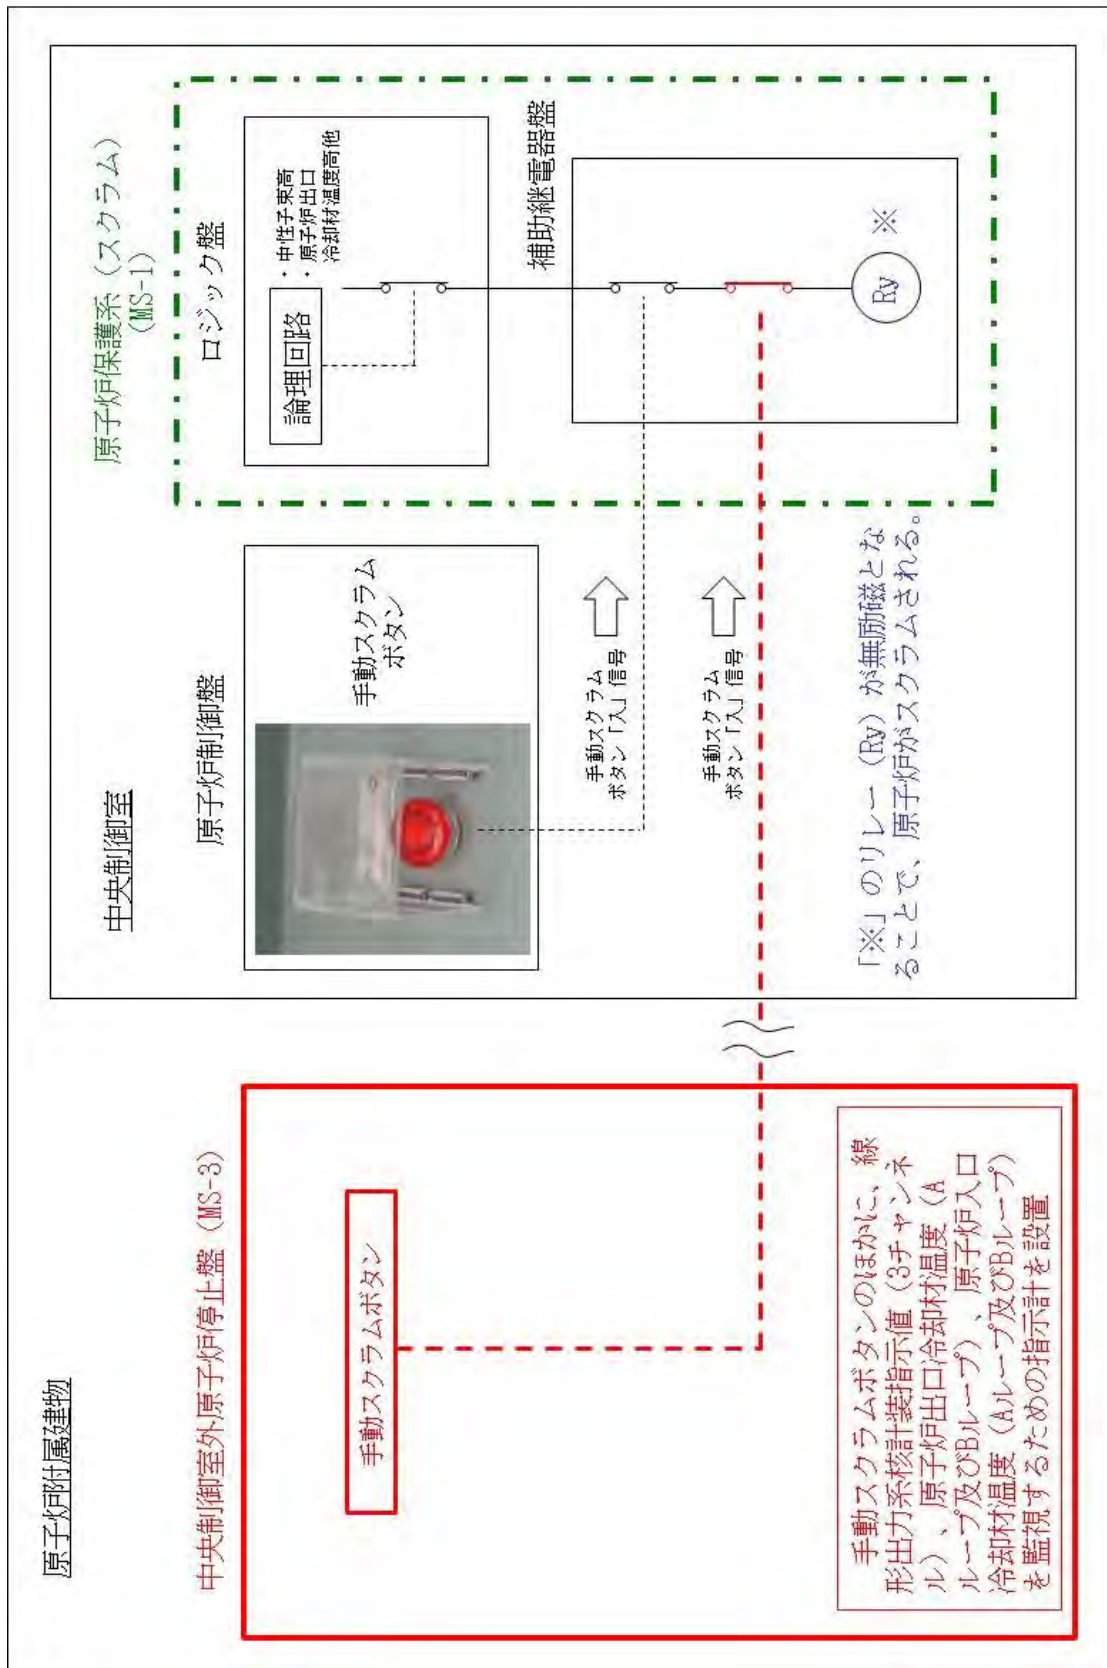 原子炉附属建物
中央制御室外原子炉停止盤（MS-3）
手動スクラムボタン
手動スクラムボタンのほかに、線
形出力系核計装指示値（3チャンネ
ル）、原子炉出口冷却材温度（A
ループ及びBループ）、原子炉入口
冷却材温度（Aループ及びBループ）
を監視するための指示計を設置
中央制御室
原子炉制御盤
手動スクラム
ボタン
手動スクラム
ボタン「入」信号
手動スクラム
ボタン「入」信号
「※」のリレー（Ry）が無励磁とな
ることで、原子炉がスクラムされる。
原子炉保護系（スクラム）
（MS-1）
ロジック盤
論理回路
・中性子束高
・原子炉出口
冷却材温度高他
補助継電器盤
Ry
※